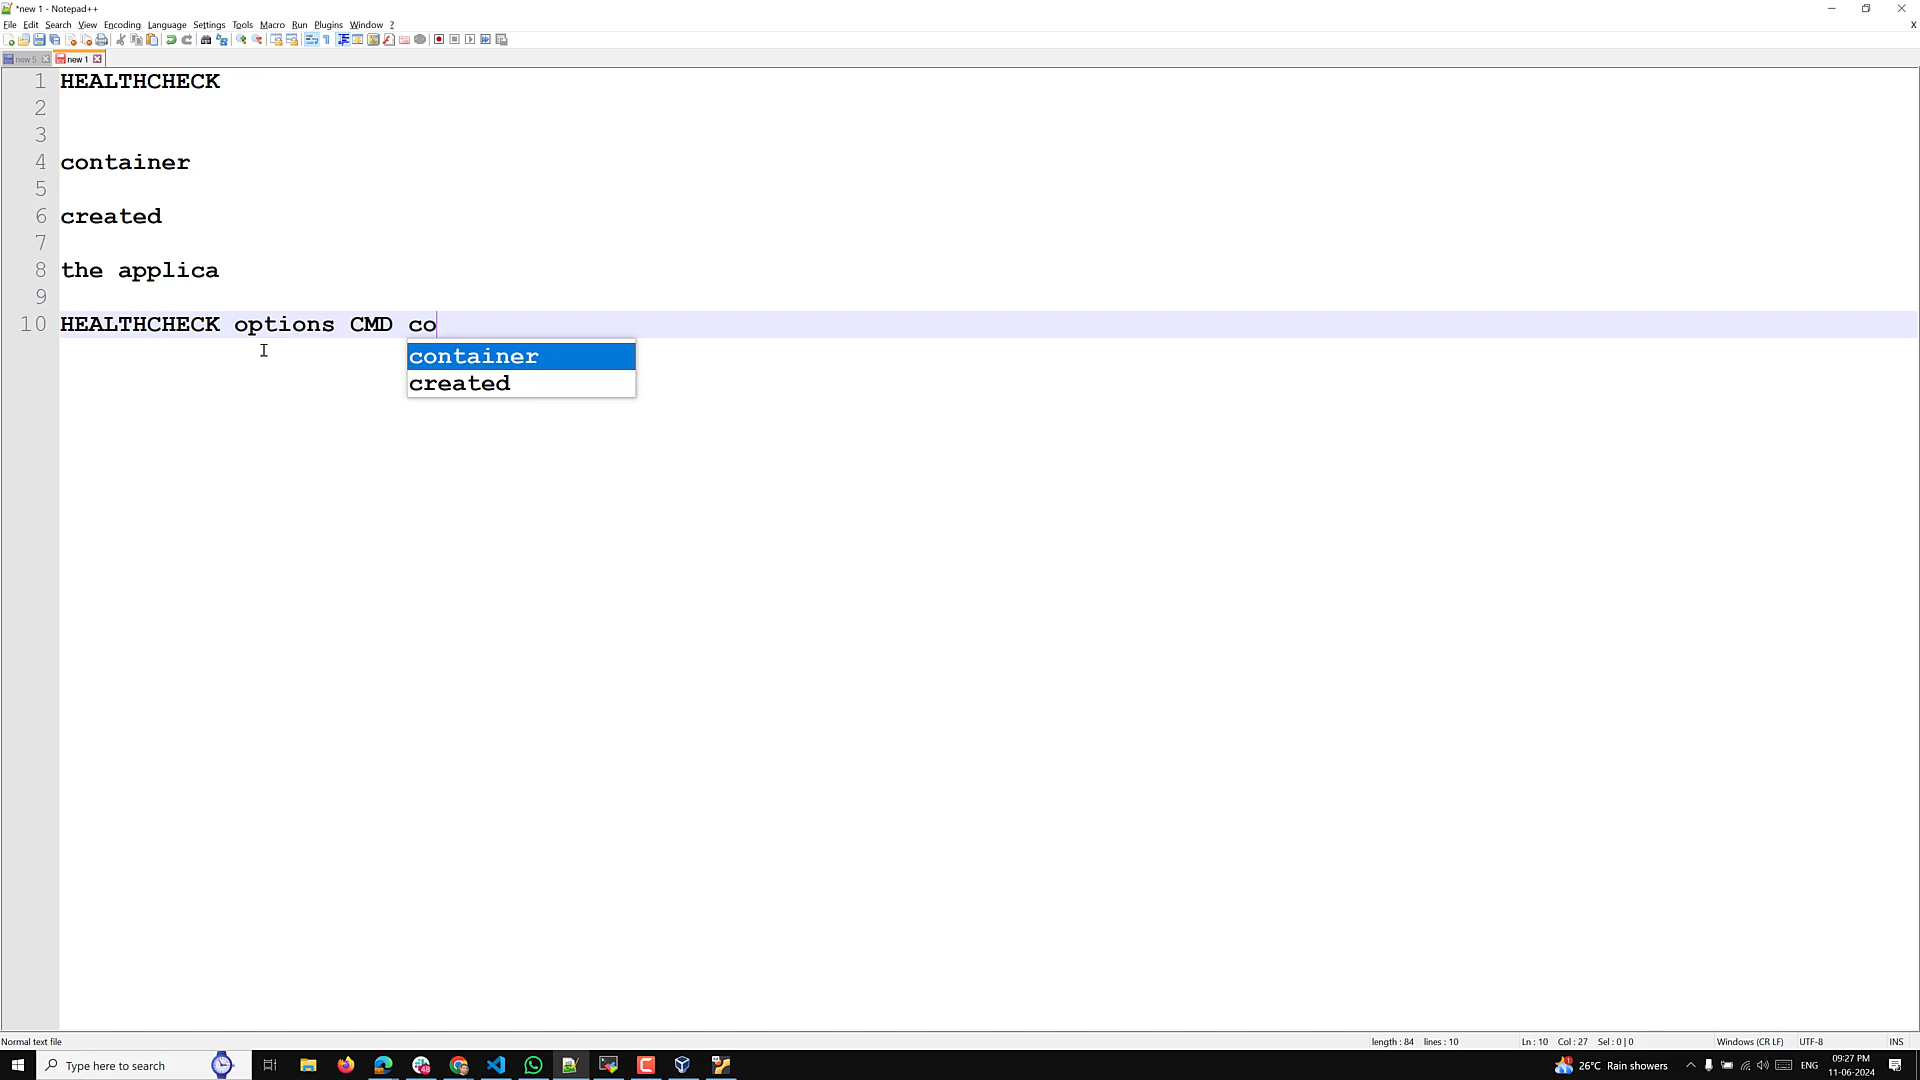 *new 1 - Notepad++
File Edit Search View Encoding Language Settings Tools Macro Run Plugins Window ?
X
new 5 new 1
1 HEALTHCHECK
2
3
4 container
5
6 created
7
8 the applica
9
10 HEALTHCHECK options CMD co
container
created
Normal text file length : 84 lines : 10 Ln : 10 Col : 27 Sel : 0 | 0 Windows (CR LF) UTF-8 INS
Type here to search 48 26°C Rain showers ENG 09:27 PM
11-06-2024